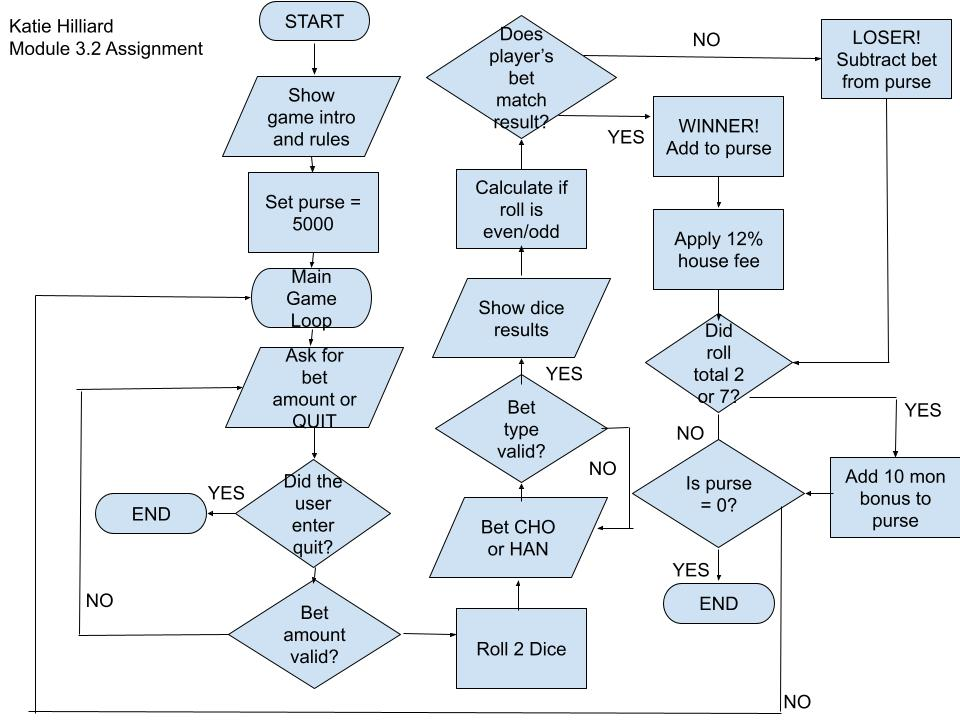 Katie Hilliard
Module 3.2 Assignment
START
Show
game intro
and rules
Set purse =
5000
Main
Game
Loop
Ask for
bet
amount or
QUIT
Did the
user
enter
quit?
YES
END
Bet
amount
valid?
NO
Roll 2 Dice
Bet CHO
or HAN
Bet
type
valid?
NO
YES
Show dice
results
Calculate if
roll is
even/odd
Does
player’s
bet
match
result?
NO
LOSER!
Subtract bet
from purse
YES
WINNER!
Add to purse
Apply 12%
house fee
Did
roll
total 2
or 7?
YES
Add 10 mon
bonus to
purse
NO
Is purse
= 0?
YES
END
NO